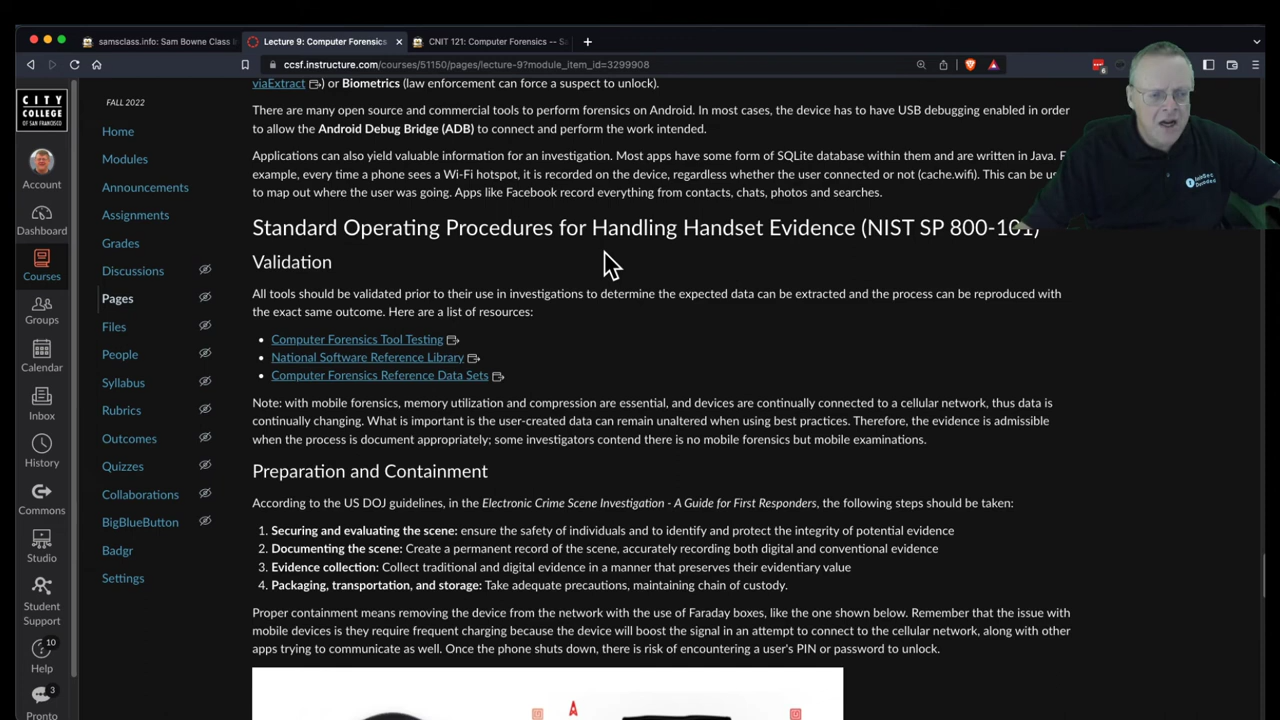 samsclass.info: Sam Bowne Class I
Lecture 9: Computer Forensics
CNIT 121: Computer Forensics -- Sa
ccsf.instructure.com/courses/51150/pages/lecture-9?module_item_id=3299908
6
CITY
COLLEGE
OF SAN FRANCISCO
Account
Dashboard
Courses
Groups
Calendar
Inbox
History
Commons
Studio
Student
Support
10
Help
3
Pronto
FALL 2022
Home
Modules
Announcements
Assignments
Grades
Discussions
Pages
Files
People
Syllabus
Rubrics
Outcomes
Quizzes
Collaborations
BigBlueButton
Badgr
Settings
viaExtract ) or Biometrics (law enforcement can force a suspect to unlock).
There are many open source and commercial tools to perform forensics on Android. In most cases, the device has to have USB debugging enabled in order
to allow the Android Debug Bridge (ADB) to connect and perform the work intended.
Applications can also yield valuable information for an investigation. Most apps have some form of SQLite database within them and are written in Java. F
example, every time a phone sees a Wi-Fi hotspot, it is recorded on the device, regardless whether the user connected or not (cache.wifi). This can be us
to map out where the user was going. Apps like Facebook record everything from contacts, chats, photos and searches.
Standard Operating Procedures for Handling Handset Evidence (NIST SP 800-101)
Validation
All tools should be validated prior to their use in investigations to determine the expected data can be extracted and the process can be reproduced with
the exact same outcome. Here are a list of resources:
• Computer Forensics Tool Testing
• National Software Reference Library
• Computer Forensics Reference Data Sets
Note: with mobile forensics, memory utilization and compression are essential, and devices are continually connected to a cellular network, thus data is
continually changing. What is important is the user-created data can remain unaltered when using best practices. Therefore, the evidence is admissible
when the process is document appropriately; some investigators contend there is no mobile forensics but mobile examinations.
Preparation and Containment
According to the US DOJ guidelines, in the Electronic Crime Scene Investigation - A Guide for First Responders, the following steps should be taken:
1. Securing and evaluating the scene: ensure the safety of individuals and to identify and protect the integrity of potential evidence
2. Documenting the scene: Create a permanent record of the scene, accurately recording both digital and conventional evidence
3. Evidence collection: Collect traditional and digital evidence in a manner that preserves their evidentiary value
4. Packaging, transportation, and storage: Take adequate precautions, maintaining chain of custody.
Proper containment means removing the device from the network with the use of Faraday boxes, like the one shown below. Remember that the issue with
mobile devices is they require frequent charging because the device will boost the signal in an attempt to connect to the cellular network, along with other
apps trying to communicate as well. Once the phone shuts down, there is risk of encountering a user's PIN or password to unlock.